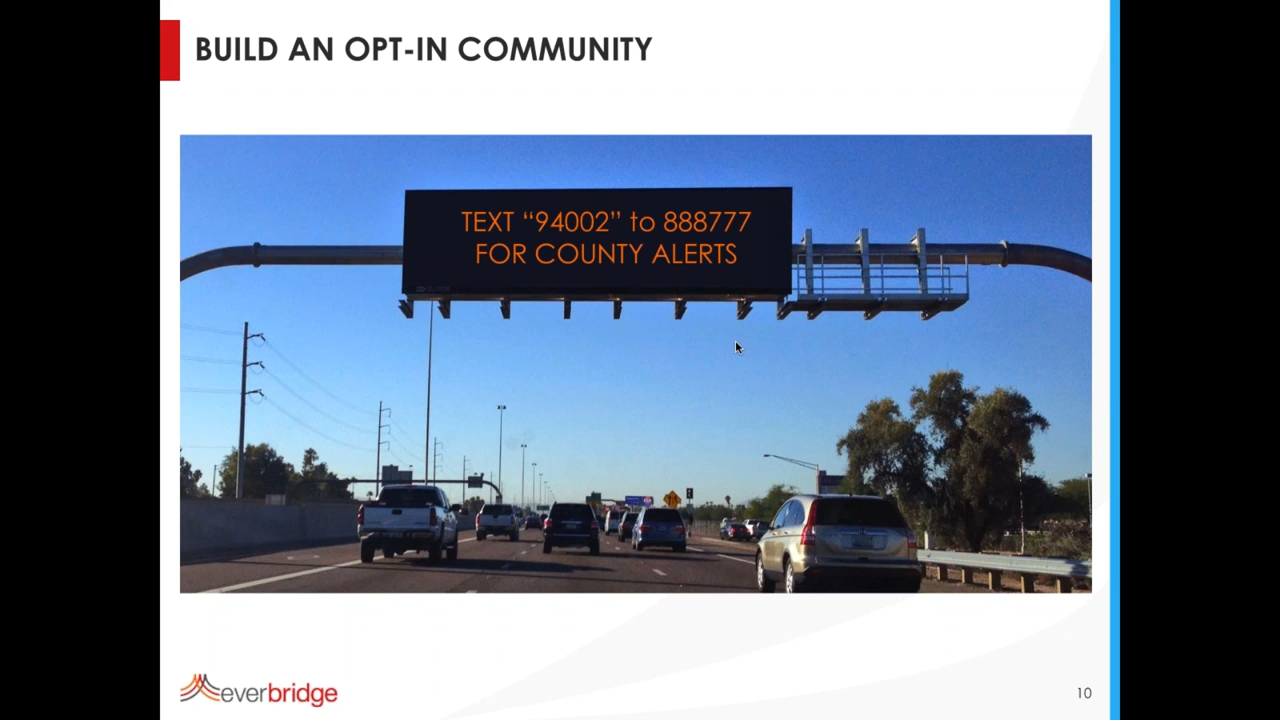 BUILD AN OPT-IN COMMUNITY
TEXT “94002” to 888777
FOR COUNTY ALERTS
everbridge
10